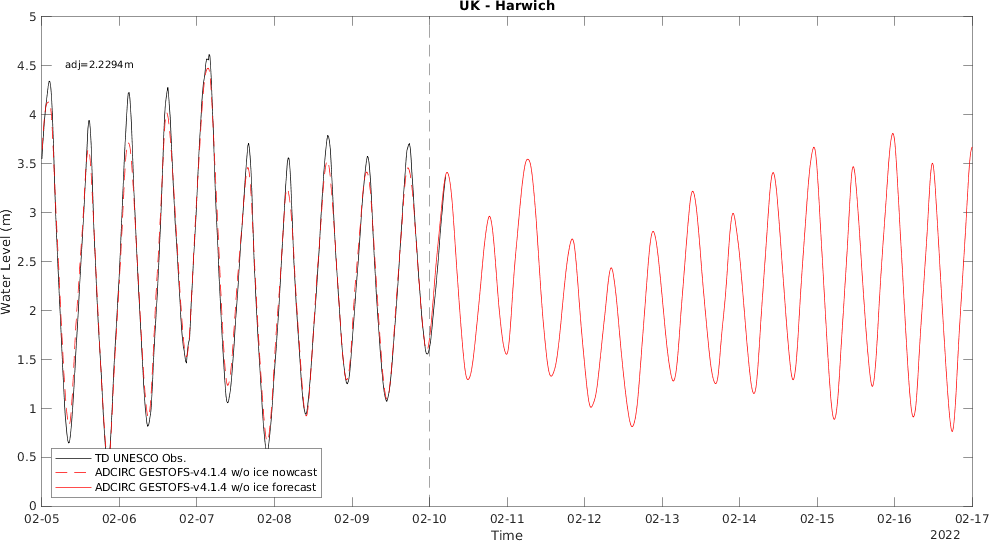 UK - Harwich
5
4.5
4
3.5
3
2.5
2
1.5
1
0.5
0
Water Level (m)
adj=2.2294m
TD UNESCO Obs.
ADCIRC GESTOFS-v4.1.4 w/o ice nowcast
ADCIRC GESTOFS-v4.1.4 w/o ice forecast
02-05 02-06 02-07 02-08 02-09 02-10 02-11 02-12 02-13 02-14 02-15 02-16 02-17
Time
2022